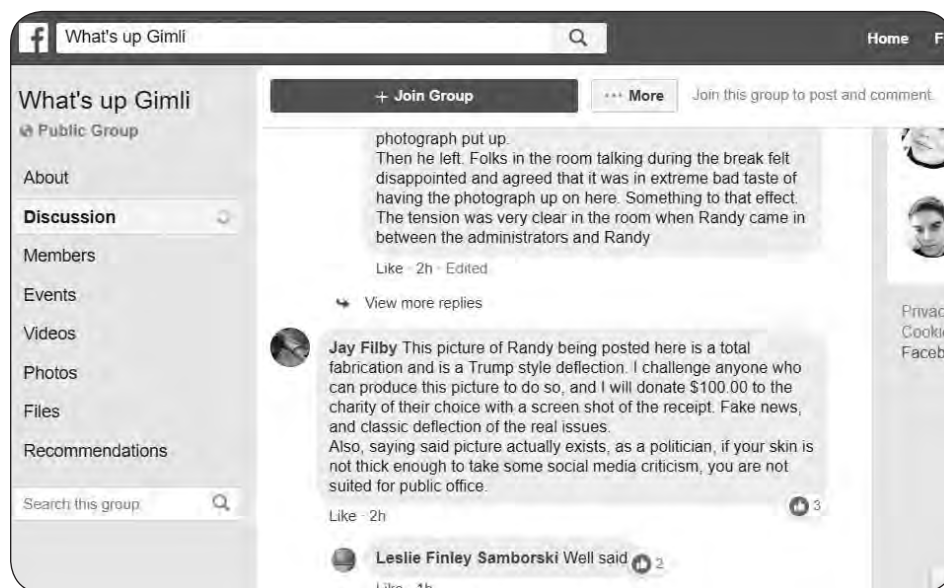 f What's up Gimli
Home F
What's up Gimli
Public Group
About
Discussion
Members
Events
Videos
Photos
Files
Recommendations
Search this group
+ Join Group
··· More
Join this group to post and comment.
photograph put up.
Then he left. Folks in the room talking during the break felt
disappointed and agreed that it was in extreme bad taste of
having the photograph up on here. Something to that effect.
The tension was very clear in the room when Randy came in
between the administrators and Randy
Like · 2h · Edited
View more replies
Jay Filby This picture of Randy being posted here is a total
fabrication and is a Trump style deflection. I challenge anyone who
can produce this picture to do so, and I will donate $100.00 to the
charity of their choice with a screen shot of the receipt. Fake news,
and classic deflection of the real issues.
Also, saying said picture actually exists, as a politician, if your skin is
not thick enough to take some social media criticism, you are not
suited for public office.
3
Like · 2h
Leslie Finley Samborski Well said 2
Like · 1h
Privac
Cookie
Faceb